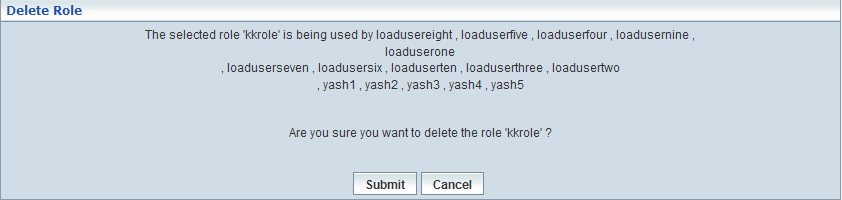 Delete Role
The selected role 'kkrole' is being used by loadusereight , loaduserfive , loaduserfour , loadusernine ,
loaduserone
, loaduserseven , loadusersix , loaduserten , loaduserthree , loadusertwo
, yash1 , yash2 , yash3 , yash4 , yash5
Are you sure you want to delete the role 'kkrole' ?
Submit
Cancel